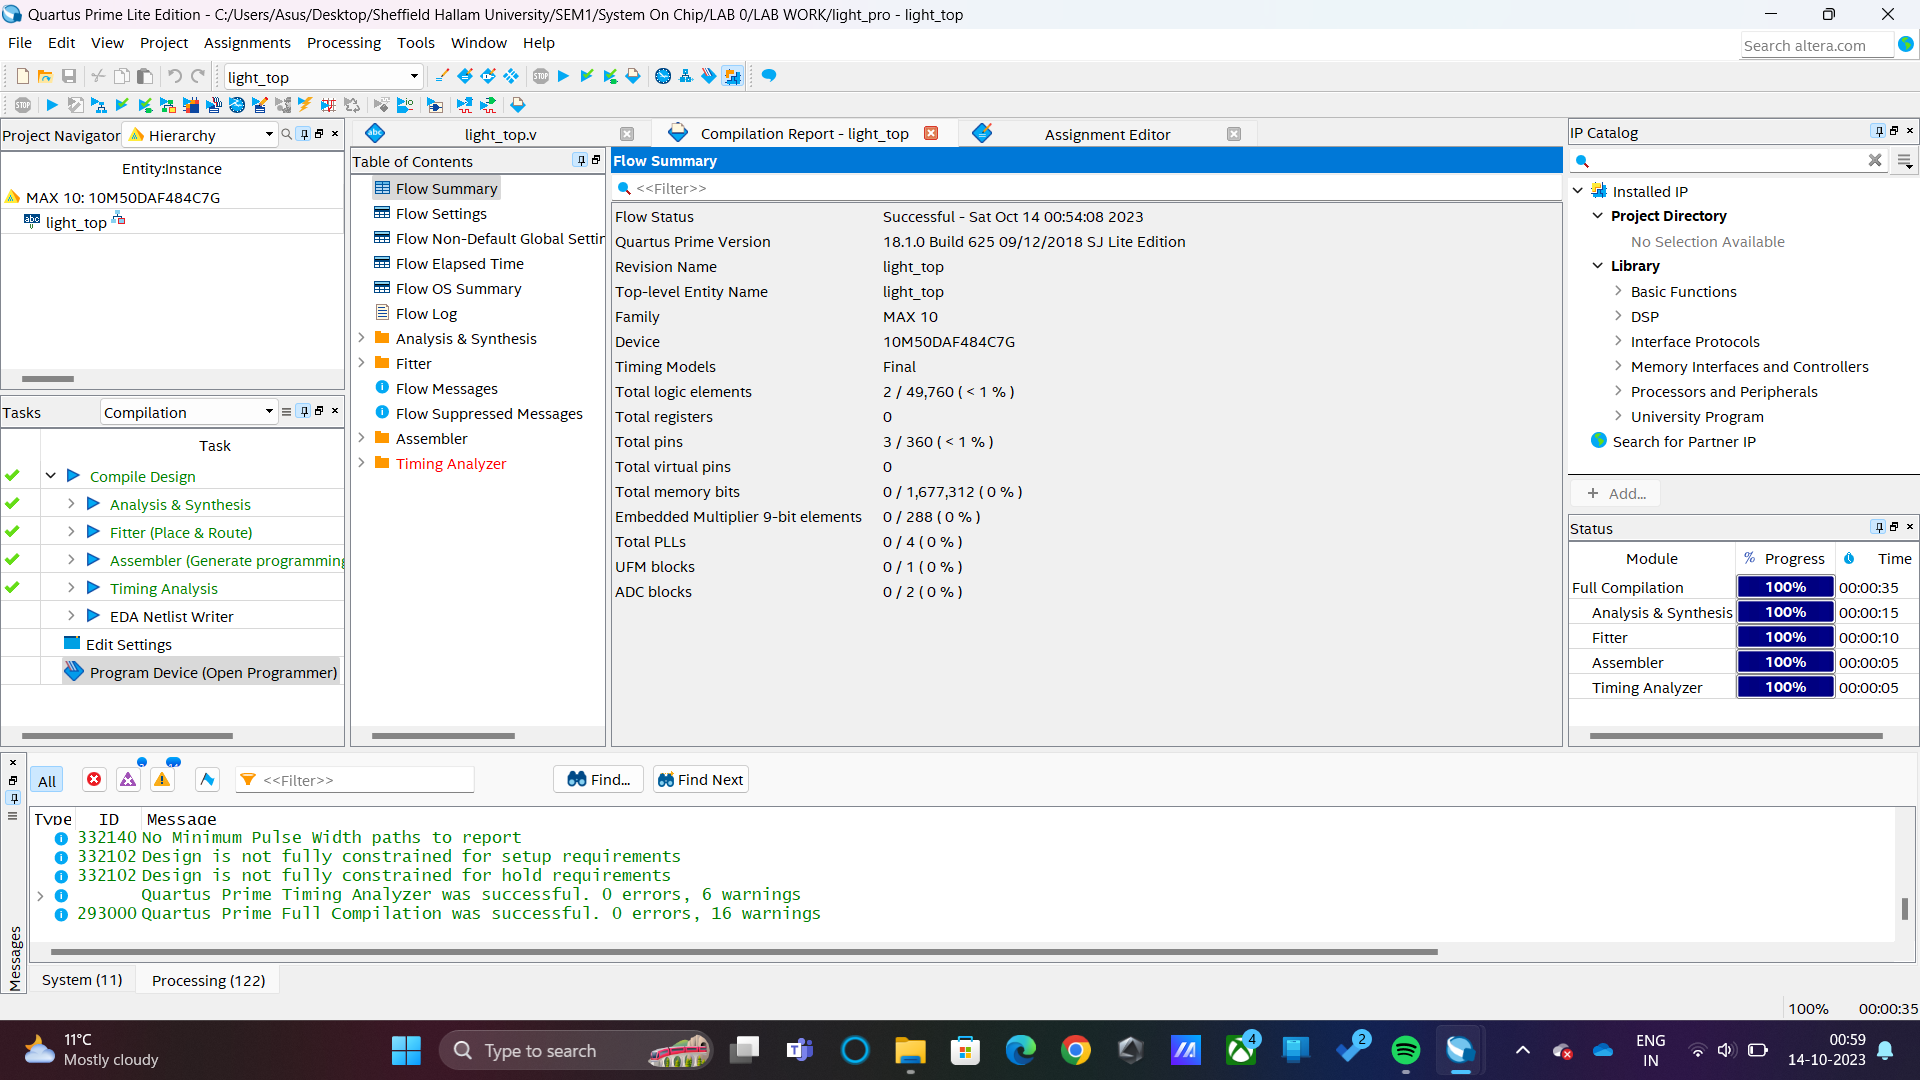 Quartus Prime Lite Edition - C:/Users/Asus/Desktop/Sheffield Hallam University/SEM1/System On Chip/LAB 0/LAB WORK/light_pro - light_top
File Edit View Project Assignments Processing Tools Window Help
Search altera.com
light_top
Project Navigator
Hierarchy
Entity:Instance
MAX 10: 10M50DAF484C7G
light_top
Tasks
Compilation
Task
Compile Design
Analysis & Synthesis
Fitter (Place & Route)
Assembler (Generate programming
Timing Analysis
EDA Netlist Writer
Edit Settings
Program Device (Open Programmer)
light_top.v
Compilation Report - light_top
Assignment Editor
Table of Contents
Flow Summary
Flow Settings
Flow Non-Default Global Settir
Flow Elapsed Time
Flow OS Summary
Flow Log
Analysis & Synthesis
Fitter
Flow Messages
Flow Suppressed Messages
Assembler
Timing Analyzer
Flow Summary
<<Filter>>
Flow Status Successful - Sat Oct 14 00:54:08 2023
Quartus Prime Version 18.1.0 Build 625 09/12/2018 SJ Lite Edition
Revision Name light_top
Top-level Entity Name light_top
Family MAX 10
Device 10M50DAF484C7G
Timing Models Final
Total logic elements 2 / 49,760 ( < 1 % )
Total registers 0
Total pins 3 / 360 ( < 1 % )
Total virtual pins 0
Total memory bits 0 / 1,677,312 ( 0 % )
Embedded Multiplier 9-bit elements 0 / 288 ( 0 % )
Total PLLs 0 / 4 ( 0 % )
UFM blocks 0 / 1 ( 0 % )
ADC blocks 0 / 2 ( 0 % )
IP Catalog
Installed IP
Project Directory
No Selection Available
Library
Basic Functions
DSP
Interface Protocols
Memory Interfaces and Controllers
Processors and Peripherals
University Program
Search for Partner IP
+ Add...
Status
Module % Progress Time
Full Compilation 100% 00:00:35
Analysis & Synthesis 100% 00:00:15
Fitter 100% 00:00:10
Assembler 100% 00:00:05
Timing Analyzer 100% 00:00:05
Messages
All
<<Filter>>
Find...
Find Next
Type ID Message
332140 No Minimum Pulse Width paths to report
332102 Design is not fully constrained for setup requirements
332102 Design is not fully constrained for hold requirements
Quartus Prime Timing Analyzer was successful. 0 errors, 6 warnings
293000 Quartus Prime Full Compilation was successful. 0 errors, 16 warnings
System (11) Processing (122)
100% 00:00:35
11°C
Mostly cloudy
Type to search
4
2
ENG
IN
00:59
14-10-2023